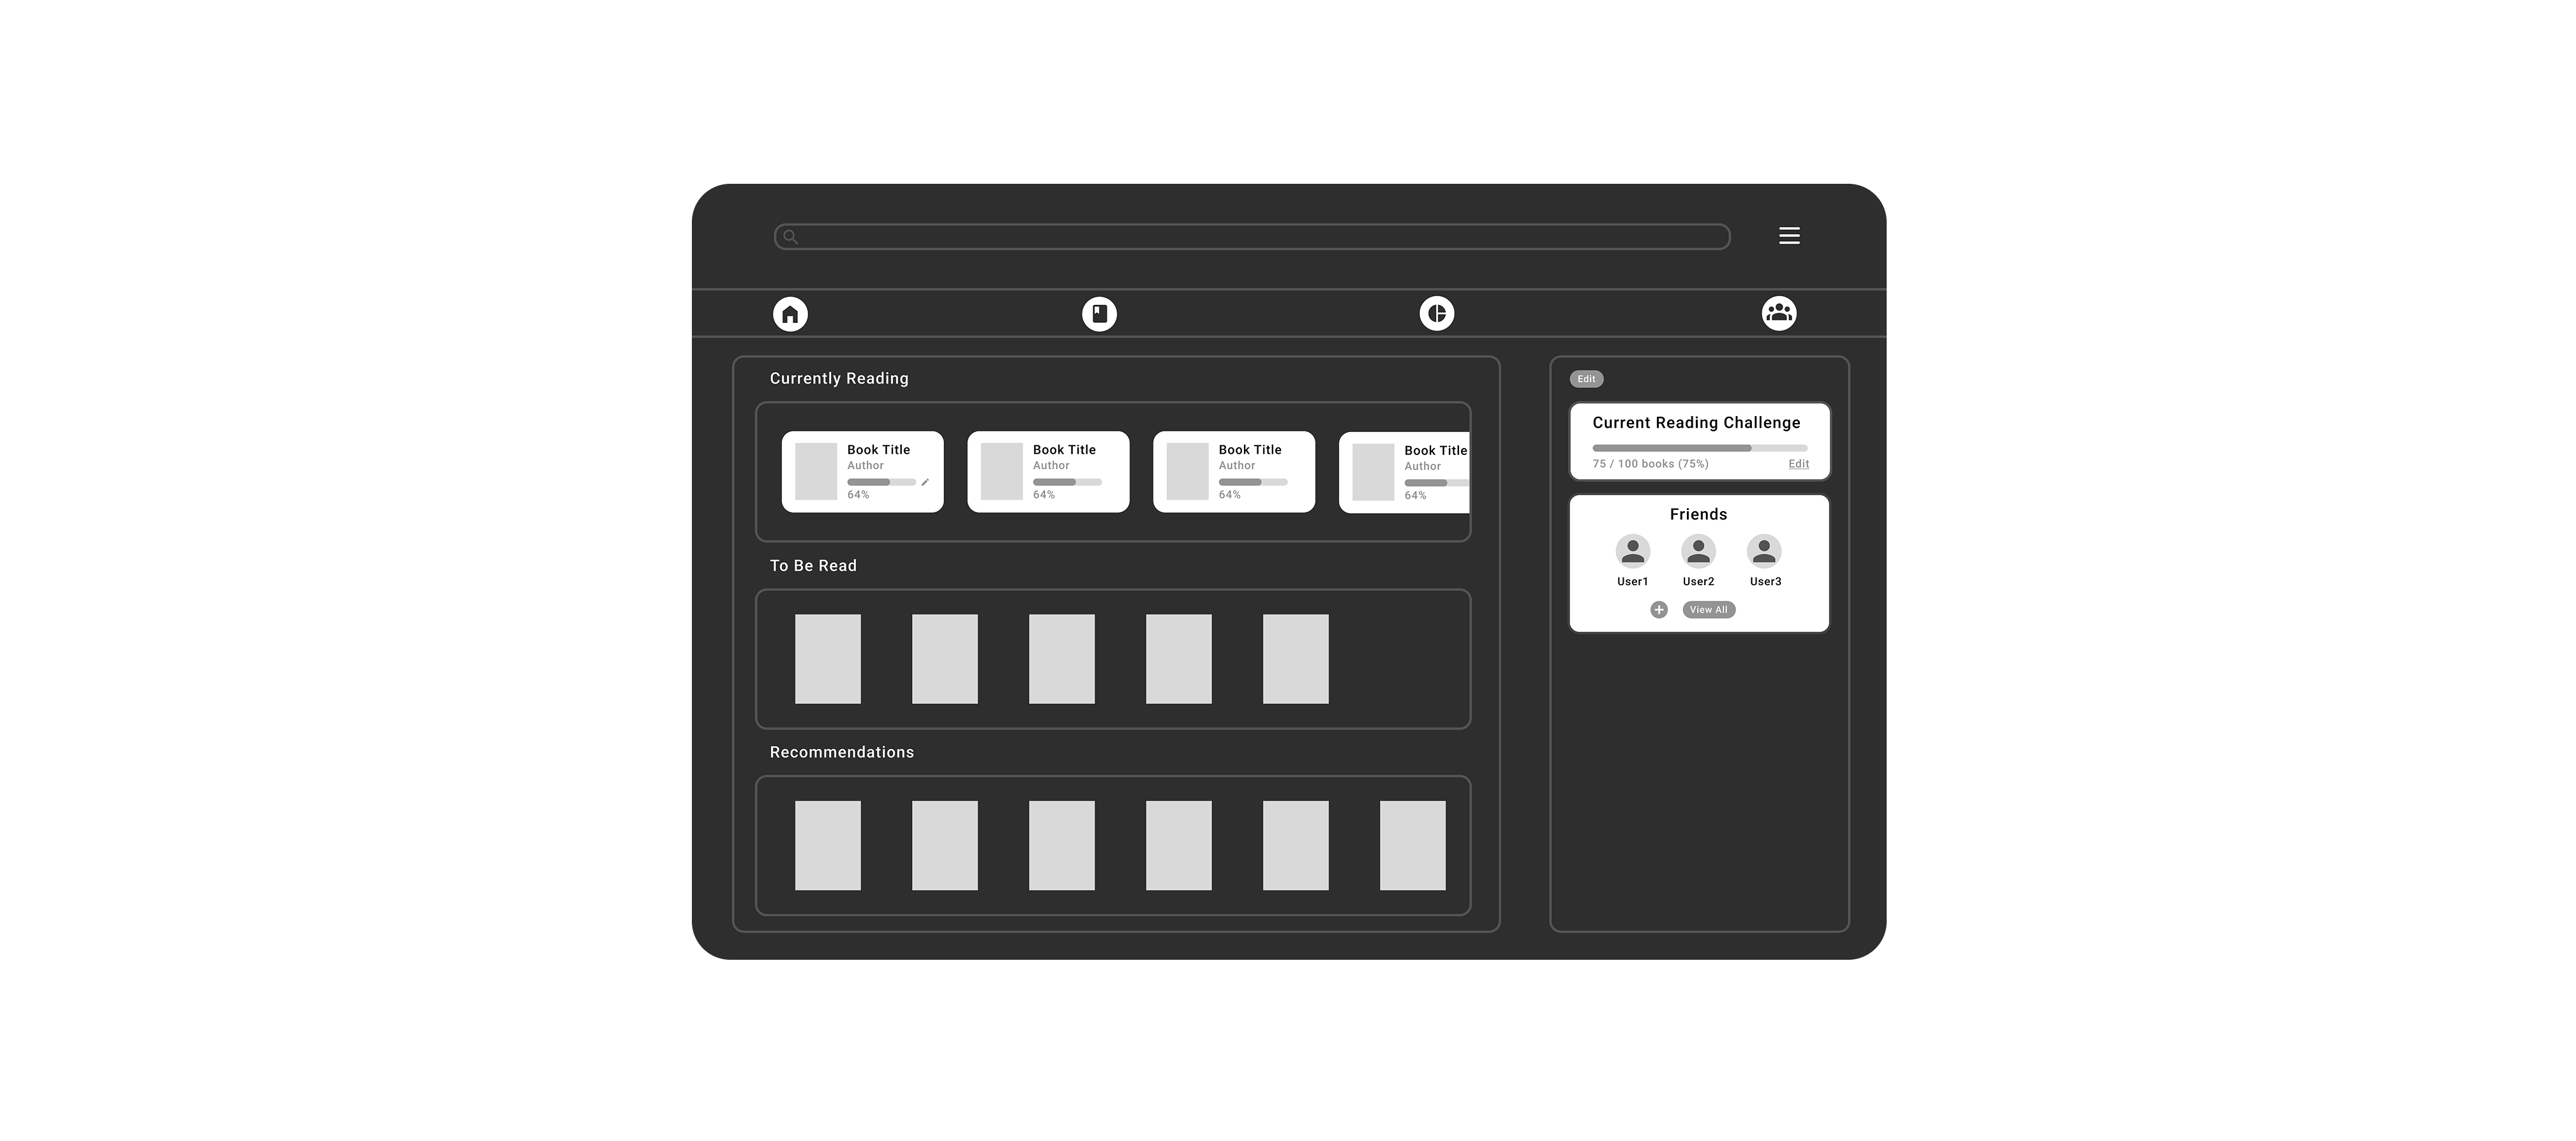 Currently Reading
Book Title
Author
64%
Book Title
Author
64%
Book Title
Author
64%
Book Title
Author
64%
To Be Read
Recommendations
Edit
Current Reading Challenge
75 / 100 books (75%) Edit
Friends
User1 User2 User3
View All